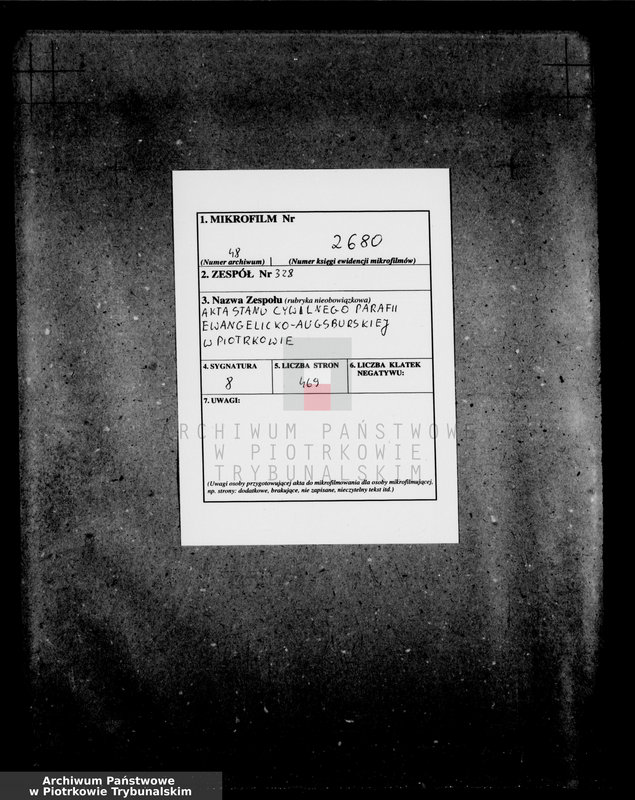 1. MIKROFILM Nr
48 2680
(Numer archiwum) (Numer księgi ewidencji mikrofilmów)
2. ZESPÓŁ Nr 328
3. Nazwa Zespołu (rubryka nieobowiązkowa)
AKTA STANU CYWILNEGO PARAFII
EWANGELICKO-AUGSBURSKIEJ
W PIOTRKOWIE
4. SYGNATURA 5. LICZBA STRON 6. LICZBA KLATEK
NEGATYWU:
8 469
7. UWAGI:
ARCHIWUM PAŃSTWOWE
W PIOTRKOWIE
TRYBUNALSKIM
(Uwagi osoby przygotowującej akta do mikrofilmowania dla osoby mikrofilmującej,
np. strony: dodatkowe, brakujące, nie zapisane, nieczytelny tekst itd.)
Archiwum Państwowe
w Piotrkowie Trybunalskim